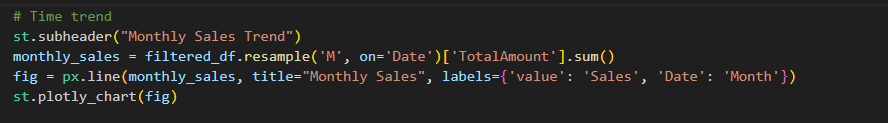 # Time trend
st.subheader("Monthly Sales Trend")
monthly_sales = filtered_df.resample('M', on='Date')['TotalAmount'].sum()
fig = px.line(monthly_sales, title="Monthly Sales", labels={'value': 'Sales', 'Date': 'Month'})
st.plotly_chart(fig)